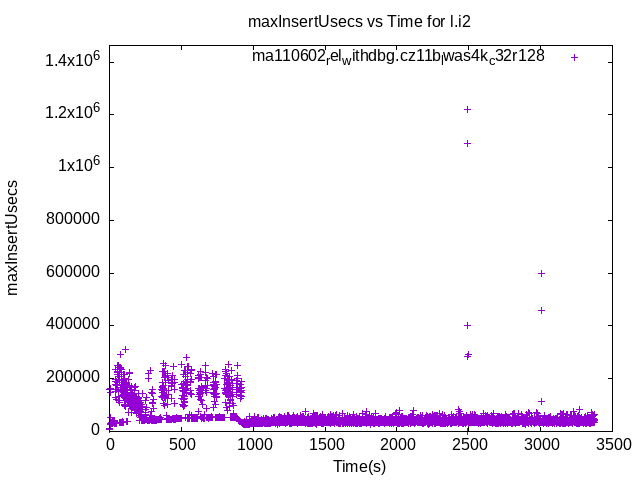 maxInsertUsecs vs Time for l.i2
ma110602_rel_withdbg.cz11b_lwas4k_c32r128
1.4x10^6
1.2x10^6
1x10^6
800000
600000
400000
200000
0
maxInsertUsecs
0 500 1000 1500 2000 2500 3000 3500
Time(s)